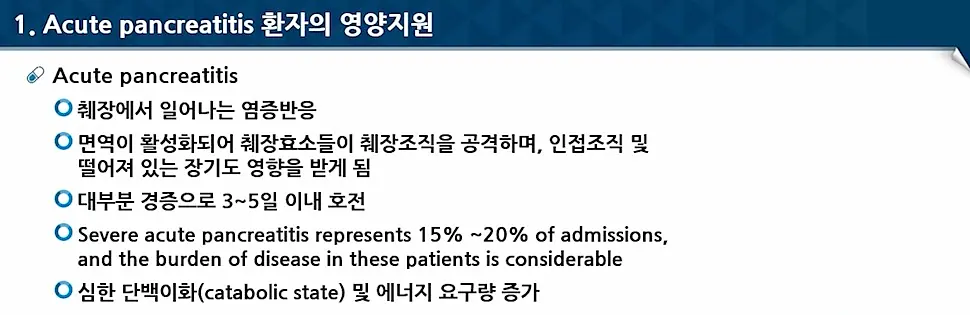 1. Acute pancreatitis 환자의 영양지원
Acute pancreatitis
췌장에서 일어나는 염증반응
면역이 활성화되어 췌장효소들이 췌장조직을 공격하며, 인접조직 및
떨어져 있는 장기도 영향을 받게 됨
대부분 경증으로 3~5일 이내 호전
Severe acute pancreatitis represents 15% ~20% of admissions,
and the burden of disease in these patients is considerable
심한 단백이화(catabolic state) 및 에너지 요구량 증가